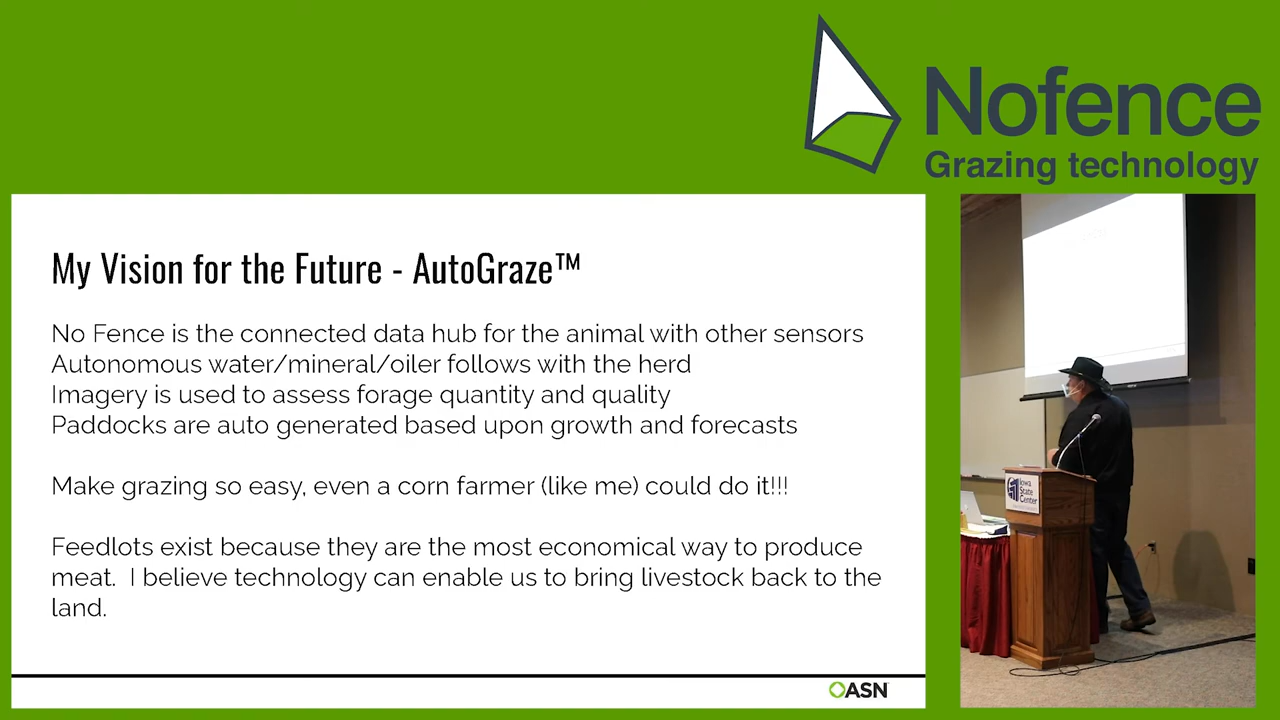 Nofence
Grazing technology
My Vision for the Future - AutoGraze™
No Fence is the connected data hub for the animal with other sensors
Autonomous water/mineral/oiler follows with the herd
Imagery is used to assess forage quantity and quality
Paddocks are auto generated based upon growth and forecasts
Make grazing so easy, even a corn farmer (like me) could do it!!!
Feedlots exist because they are the most economical way to produce
meat.  I believe technology can enable us to bring livestock back to the
land.
ASN
Iowa
State
Center